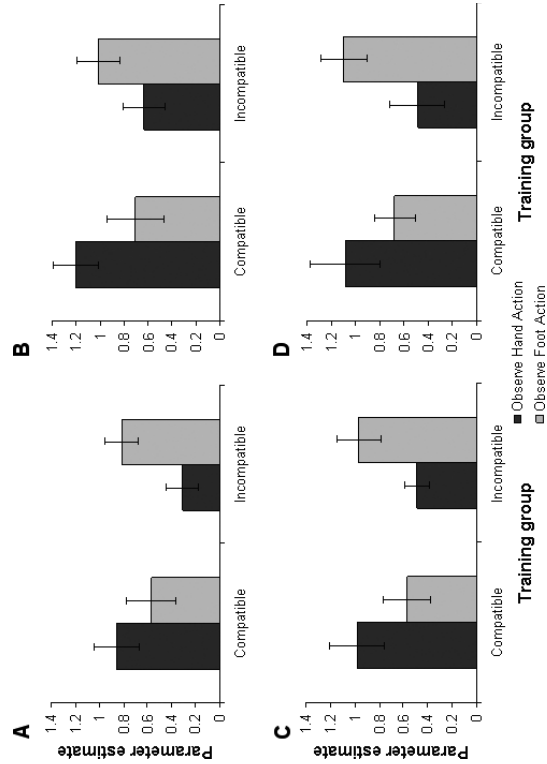 A
Parameter estimate
1.4
1.2
1
0.8
0.6
0.4
0.2
0
Compatible
Incompatible
B
1.4
1.2
1
0.8
0.6
0.4
0.2
0
Compatible
Incompatible
C
Parameter estimate
1.4
1.2
1
0.8
0.6
0.4
0.2
0
Compatible
Incompatible
Training group
D
1.4
1.2
1
0.8
0.6
0.4
0.2
0
Compatible
Incompatible
Training group
Observe Hand Action
Observe Foot Action